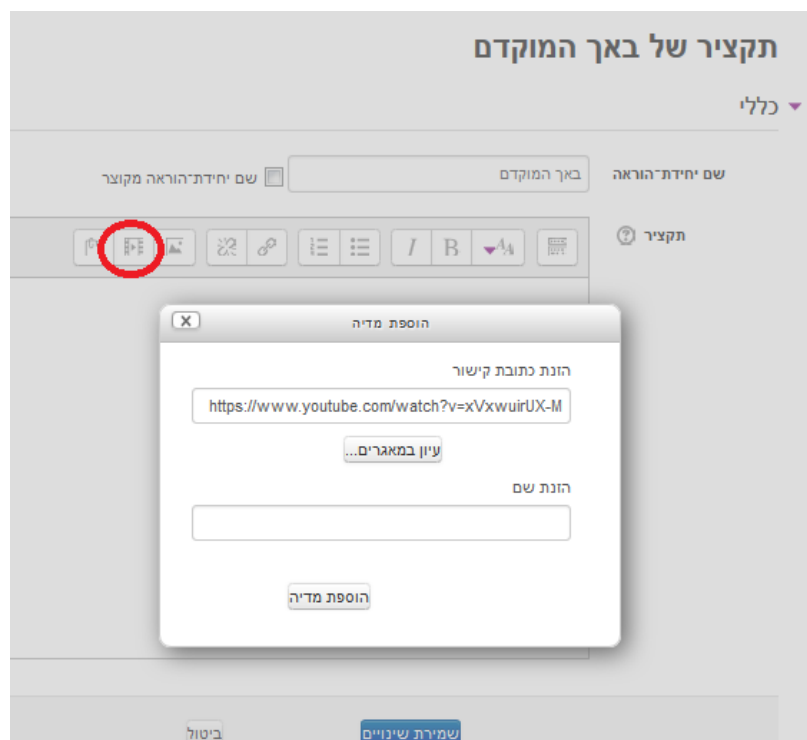 תקציר של באך המוקדם
כללי
שם יחידת־הוראה
באך המוקדם
שם יחידת־הוראה מקוצר
תקציר
I B
הוספת מדיה
הזנת כתובת קישור
https://www.youtube.com/watch?v=xVxwuirUX-M
עיון במאגרים...
הזנת שם
הוספת מדיה
שמירת שינויים
ביטול